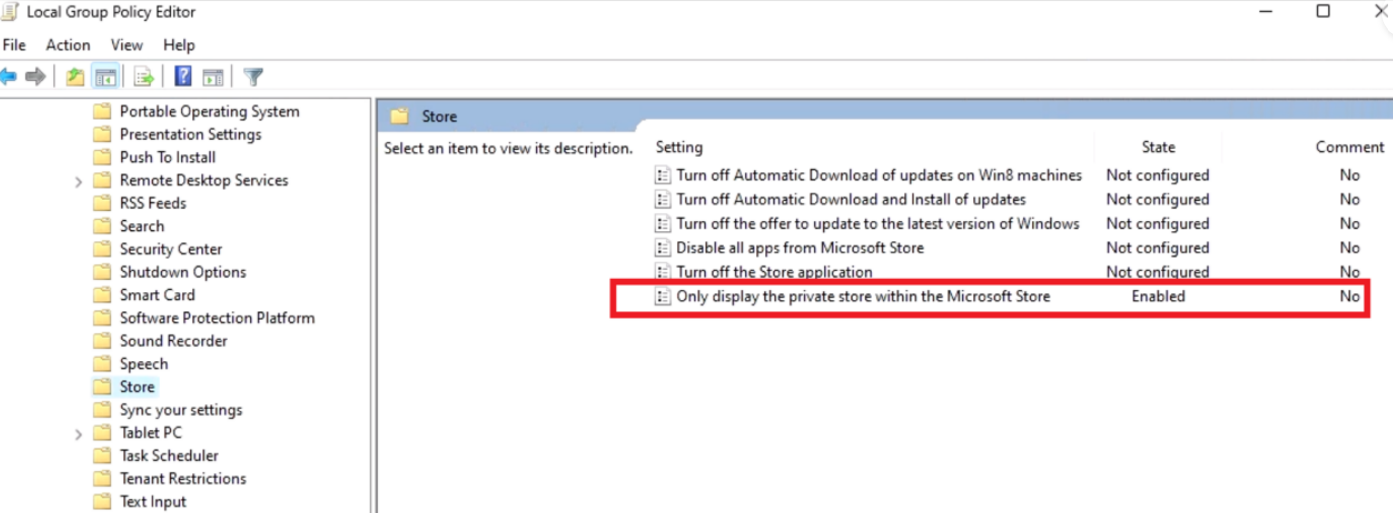 Local Group Policy Editor
File Action View Help
Portable Operating System
Presentation Settings
Push To Install
Remote Desktop Services
RSS Feeds
Search
Security Center
Shutdown Options
Smart Card
Software Protection Platform
Sound Recorder
Speech
Store
Sync your settings
Tablet PC
Task Scheduler
Tenant Restrictions
Text Input
Store
Select an item to view its description.
Setting State Comment
Turn off Automatic Download of updates on Win8 machines Not configured No
Turn off Automatic Download and Install of updates Not configured No
Turn off the offer to update to the latest version of Windows Not configured No
Disable all apps from Microsoft Store Not configured No
Turn off the Store application Not configured No
Only display the private store within the Microsoft Store Enabled No